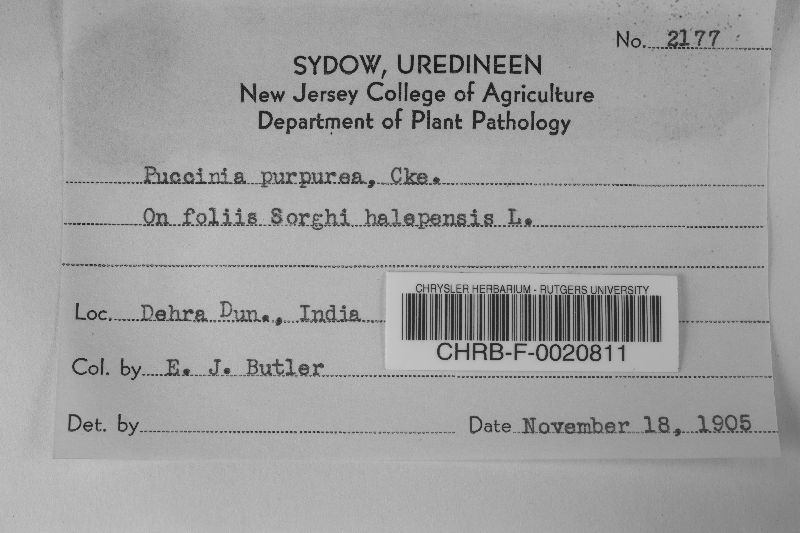 No. 2177
SYDOW, UREDINEEN
New Jersey College of Agriculture
Department of Plant Pathology
Puccinia purpurea, Cke.
On foliis Sorghi halepensis L.
Loc. Dehra Dun., India
CHRYSLER HERBARIUM - RUTGERS UNIVERSITY
CHRB-F-0020811
Col. by E. J. Butler
Det. by
Date November 18, 1905